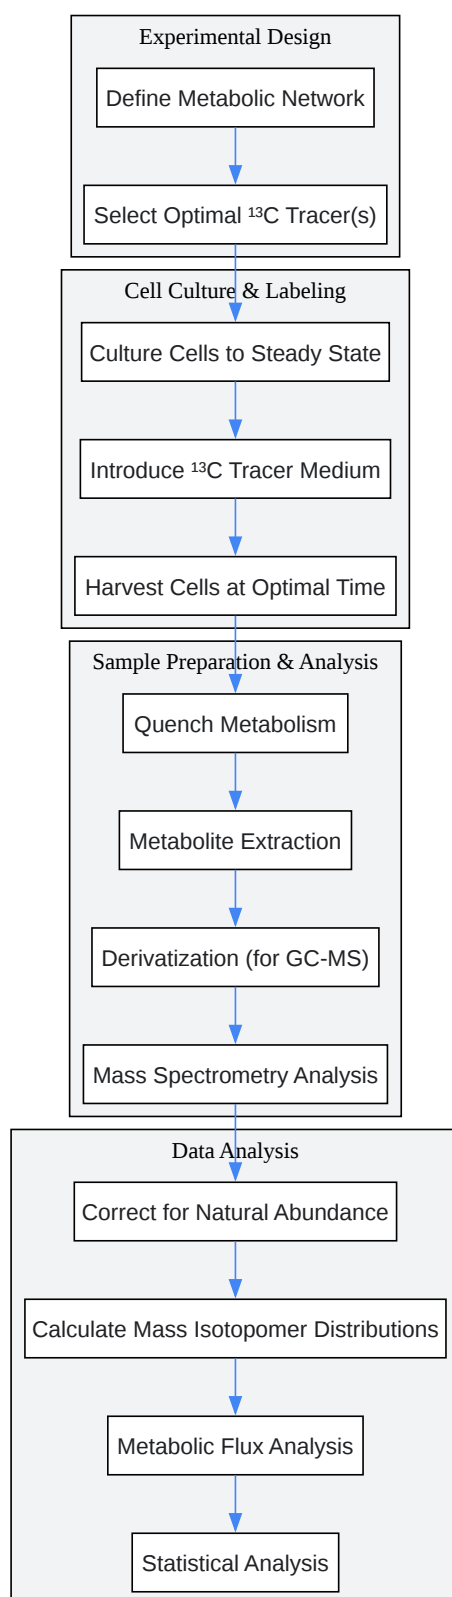 Experimental Design
Define Metabolic Network
Select Optimal ¹³C Tracer(s)
Cell Culture & Labeling
Culture Cells to Steady State
Introduce ¹³C Tracer Medium
Harvest Cells at Optimal Time
Sample Preparation & Analysis
Quench Metabolism
Metabolite Extraction
Derivatization (for GC-MS)
Mass Spectrometry Analysis
Data Analysis
Correct for Natural Abundance
Calculate Mass Isotopomer Distributions
Metabolic Flux Analysis
Statistical Analysis